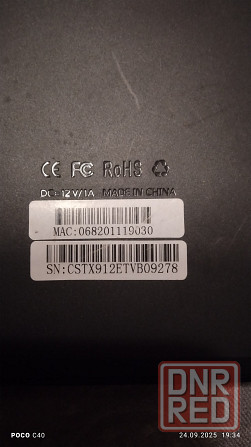 CE FC RoHS
DC: 12V/1A MADE IN CHINA
MAC:068201119030
SN:CSTX912ETVB09278
DNR
RED
POCO C40
24.09.2025 19:34